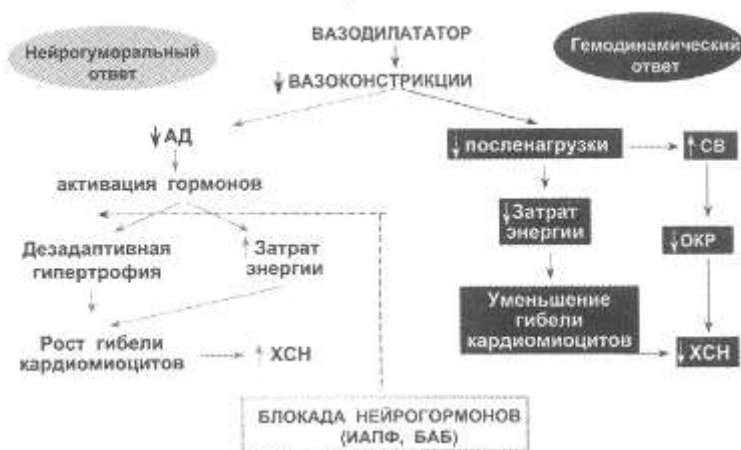 Нейрогуморальный
ответ
ВАЗОДИЛАТАТОР
Гемодинамический
ответ
↓ ВАЗОКОНСТРИКЦИИ
↓ АД
↓ посленагрузки
↑ СВ
активация гормонов
↓ Затрат
энергии
↓ ОКР
Дезадаптивная
гипертрофия
↑ Затрат
энергии
Уменьшение
гибели
кардиомиоцитов
Рост гибели
кардиомиоцитов
↑ ХСН
↓ ХСН
БЛОКАДА НЕЙРОГОРМОНОВ
(ИАПФ, БАБ)